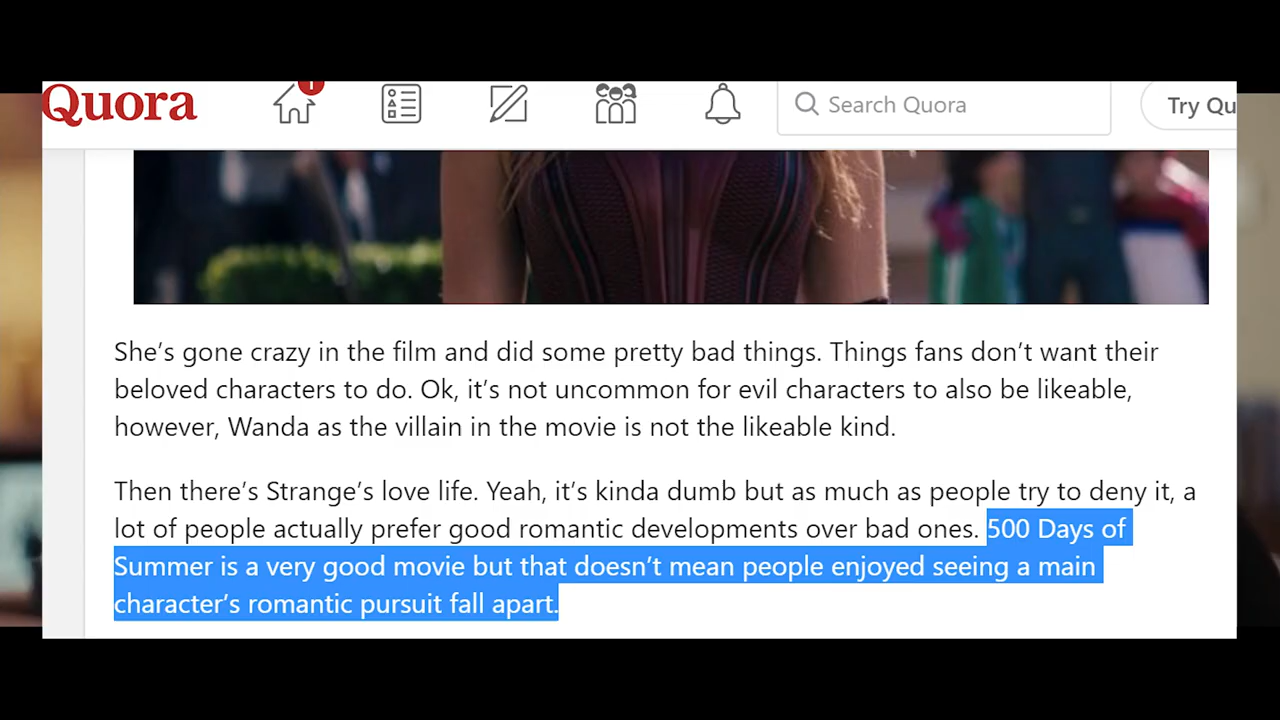 Quora
1
Search Quora
Try Qu
She’s gone crazy in the film and did some pretty bad things. Things fans don’t want their
beloved characters to do. Ok, it’s not uncommon for evil characters to also be likeable,
however, Wanda as the villain in the movie is not the likeable kind.
Then there’s Strange’s love life. Yeah, it’s kinda dumb but as much as people try to deny it, a
lot of people actually prefer good romantic developments over bad ones. 500 Days of
Summer is a very good movie but that doesn’t mean people enjoyed seeing a main
character’s romantic pursuit fall apart.